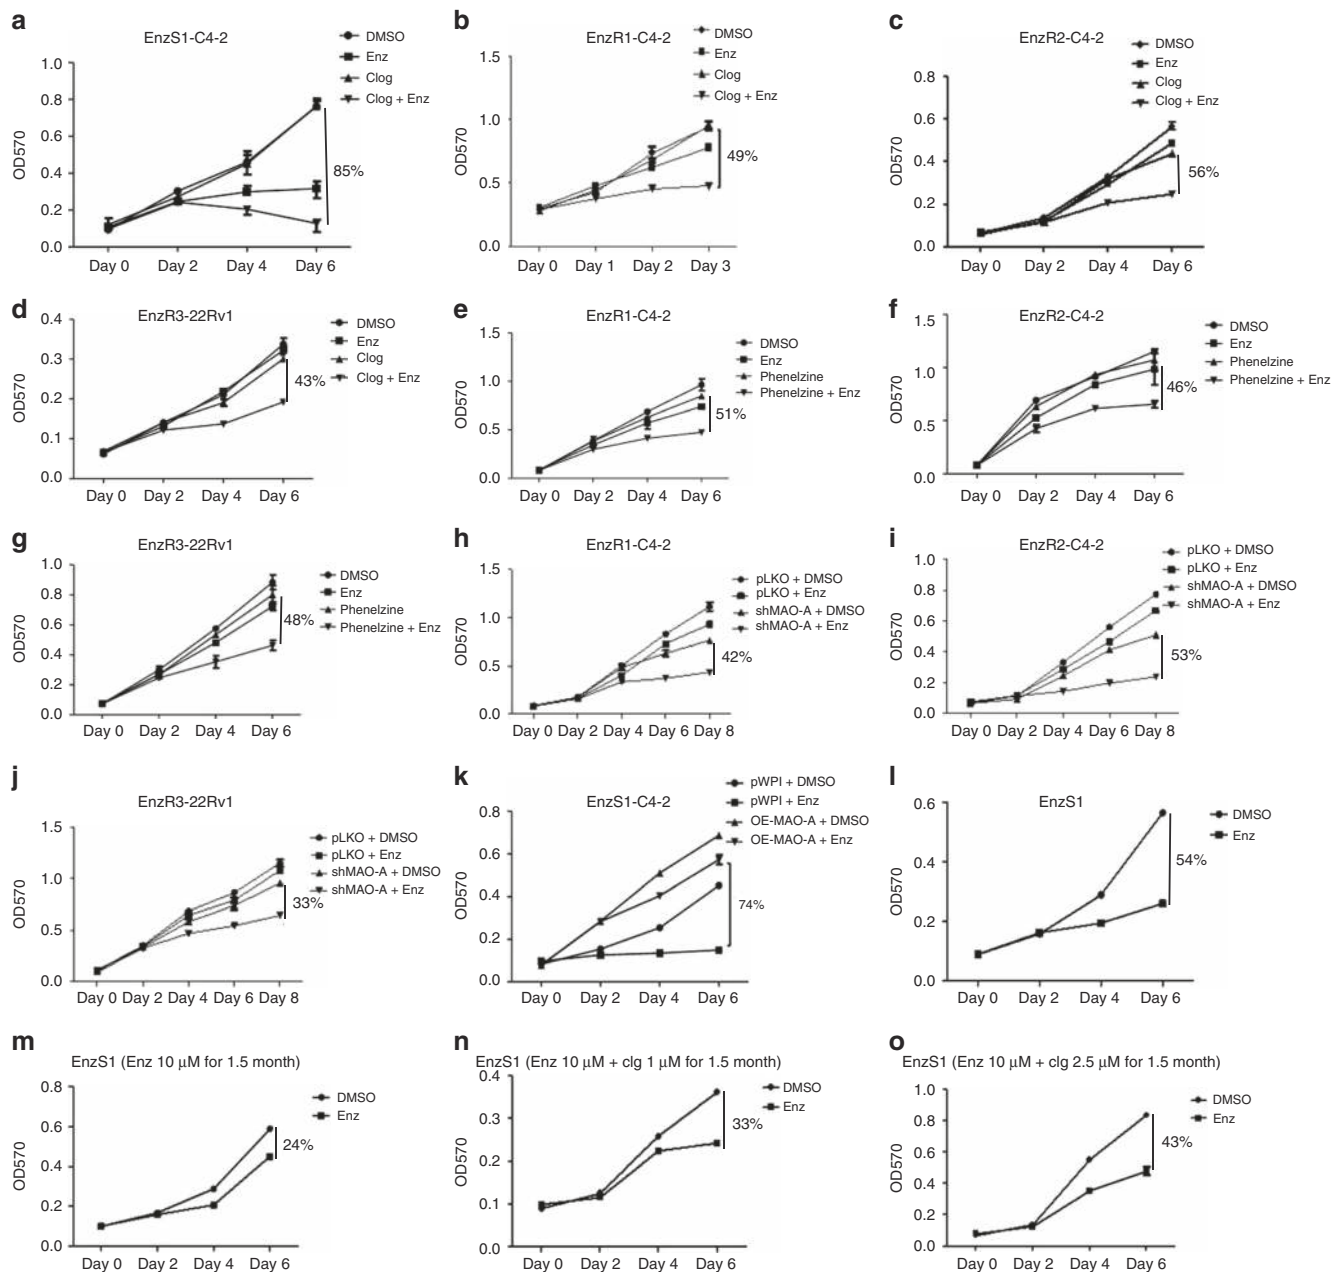 a
EnzS1-C4-2
DMSO
Enz
Clog
Clog + Enz
1.0
0.8
0.6
0.4
0.2
0.0
OD570
85%
Day 0 Day 2 Day 4 Day 6
b
EnzR1-C4-2
DMSO
Enz
Clog
Clog + Enz
1.5
1.0
0.5
0.0
OD570
49%
Day 0 Day 1 Day 2 Day 3
c
EnzR2-C4-2
DMSO
Enz
Clog
Clog + Enz
0.8
0.6
0.4
0.2
0.0
OD570
56%
Day 0 Day 2 Day 4 Day 6
d
EnzR3-22Rv1
DMSO
Enz
Clog
Clog + Enz
0.4
0.3
0.2
0.1
0.0
OD570
43%
Day 0 Day 2 Day 4 Day 6
e
EnzR1-C4-2
DMSO
Enz
Phenelzine
Phenelzine + Enz
1.5
1.0
0.5
0.0
OD570
51%
Day 0 Day 2 Day 4 Day 6
f
EnzR2-C4-2
DMSO
Enz
Phenelzine
Phenelzine + Enz
1.5
1.0
0.5
0.0
OD570
46%
Day 0 Day 2 Day 4 Day 6
g
EnzR3-22Rv1
DMSO
Enz
Phenelzine
Phenelzine + Enz
1.0
0.8
0.6
0.4
0.2
0.0
OD570
48%
Day 0 Day 2 Day 4 Day 6
h
EnzR1-C4-2
pLKO + DMSO
pLKO + Enz
shMAO-A + DMSO
shMAO-A + Enz
1.5
1.0
0.5
0.0
OD570
42%
Day 0 Day 2 Day 4 Day 6 Day 8
i
EnzR2-C4-2
pLKO + DMSO
pLKO + Enz
shMAO-A + DMSO
shMAO-A + Enz
1.0
0.8
0.6
0.4
0.2
0.0
OD570
53%
Day 0 Day 2 Day 4 Day 6 Day 8
j
EnzR3-22Rv1
pLKO + DMSO
pLKO + Enz
shMAO-A + DMSO
shMAO-A + Enz
1.5
1.0
0.5
0.0
OD570
33%
Day 0 Day 2 Day 4 Day 6 Day 8
k
EnzS1-C4-2
pWPI + DMSO
pWPI + Enz
OE-MAO-A + DMSO
OE-MAO-A + Enz
0.8
0.6
0.4
0.2
0.0
OD570
74%
Day 0 Day 2 Day 4 Day 6
l
EnzS1
DMSO
Enz
0.6
0.4
0.2
0.0
OD570
54%
Day 0 Day 2 Day 4 Day 6
m
EnzS1 (Enz 10 μM for 1.5 month)
DMSO
Enz
0.8
0.6
0.4
0.2
0.0
OD570
24%
Day 0 Day 2 Day 4 Day 6
n
EnzS1 (Enz 10 μM + clg 1 μM for 1.5 month)
DMSO
Enz
0.4
0.3
0.2
0.1
0.0
OD570
33%
Day 0 Day 2 Day 4 Day 6
o
EnzS1 (Enz 10 μM + clg 2.5 μM for 1.5 month)
DMSO
Enz
1.0
0.8
0.6
0.4
0.2
0.0
OD570
43%
Day 0 Day 2 Day 4 Day 6